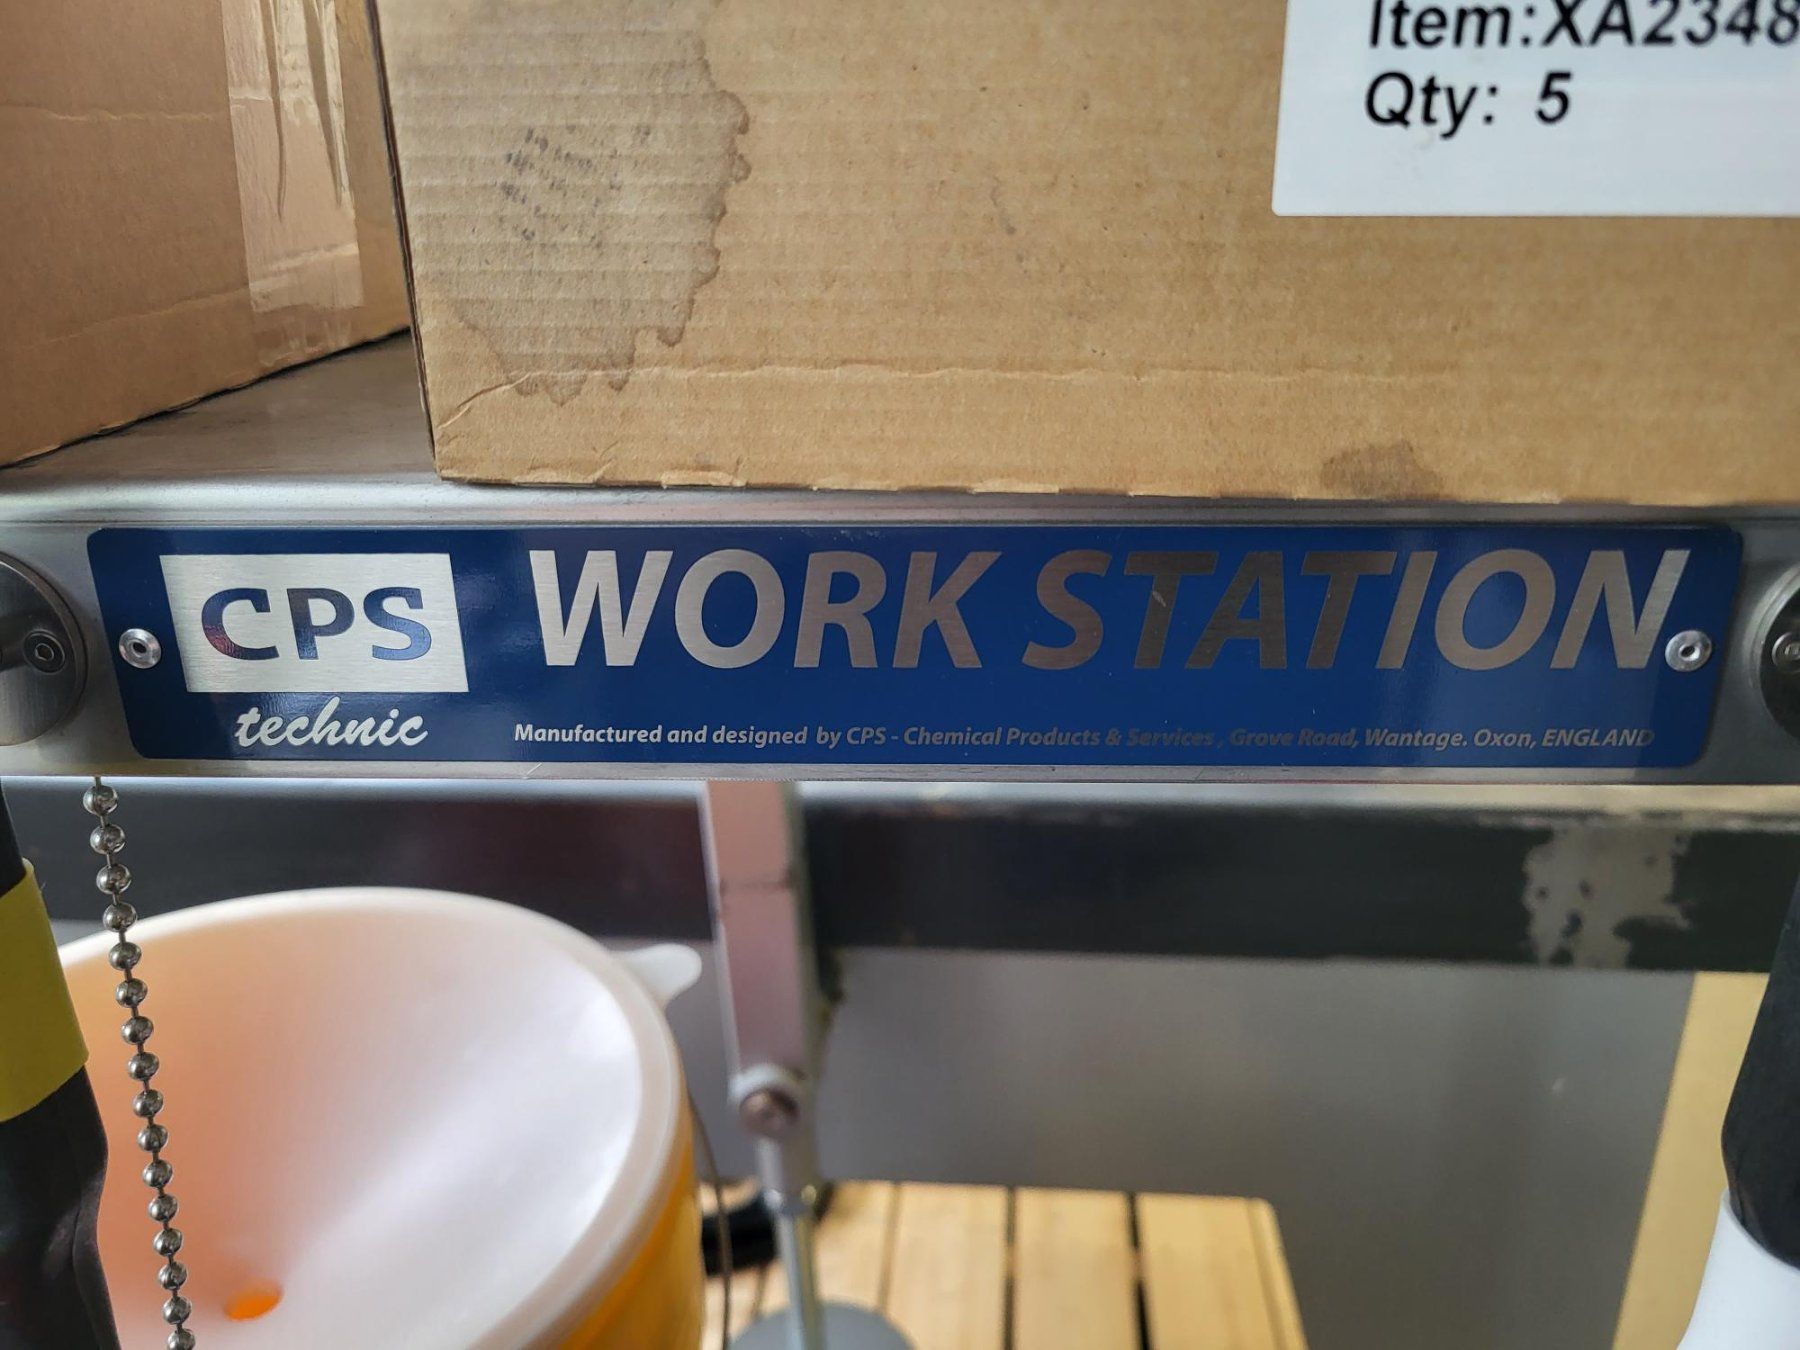 Item:XA2348
Qty: 5
CPS
technic
WORK STATION
Manufactured and designed by CPS - Chemical Products & Services, Grove Road, Wantage. Oxon, ENGLAND